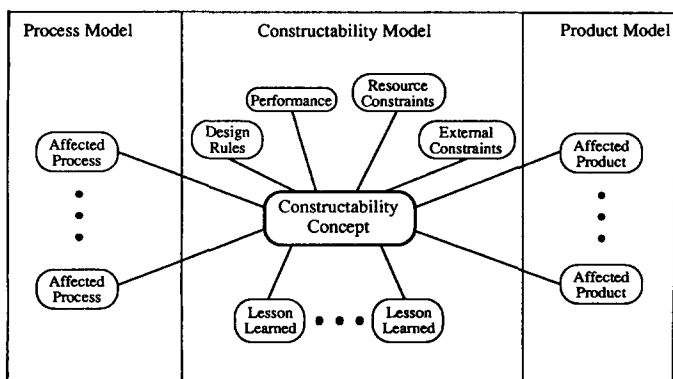 Process Model
Constructability Model
Product Model
Resource
Constraints
Performance
Design
Rules
External
Constraints
Affected
Process
Affected
Product
Constructability
Concept
Affected
Process
Affected
Product
Lesson
Learned
Lesson
Learned